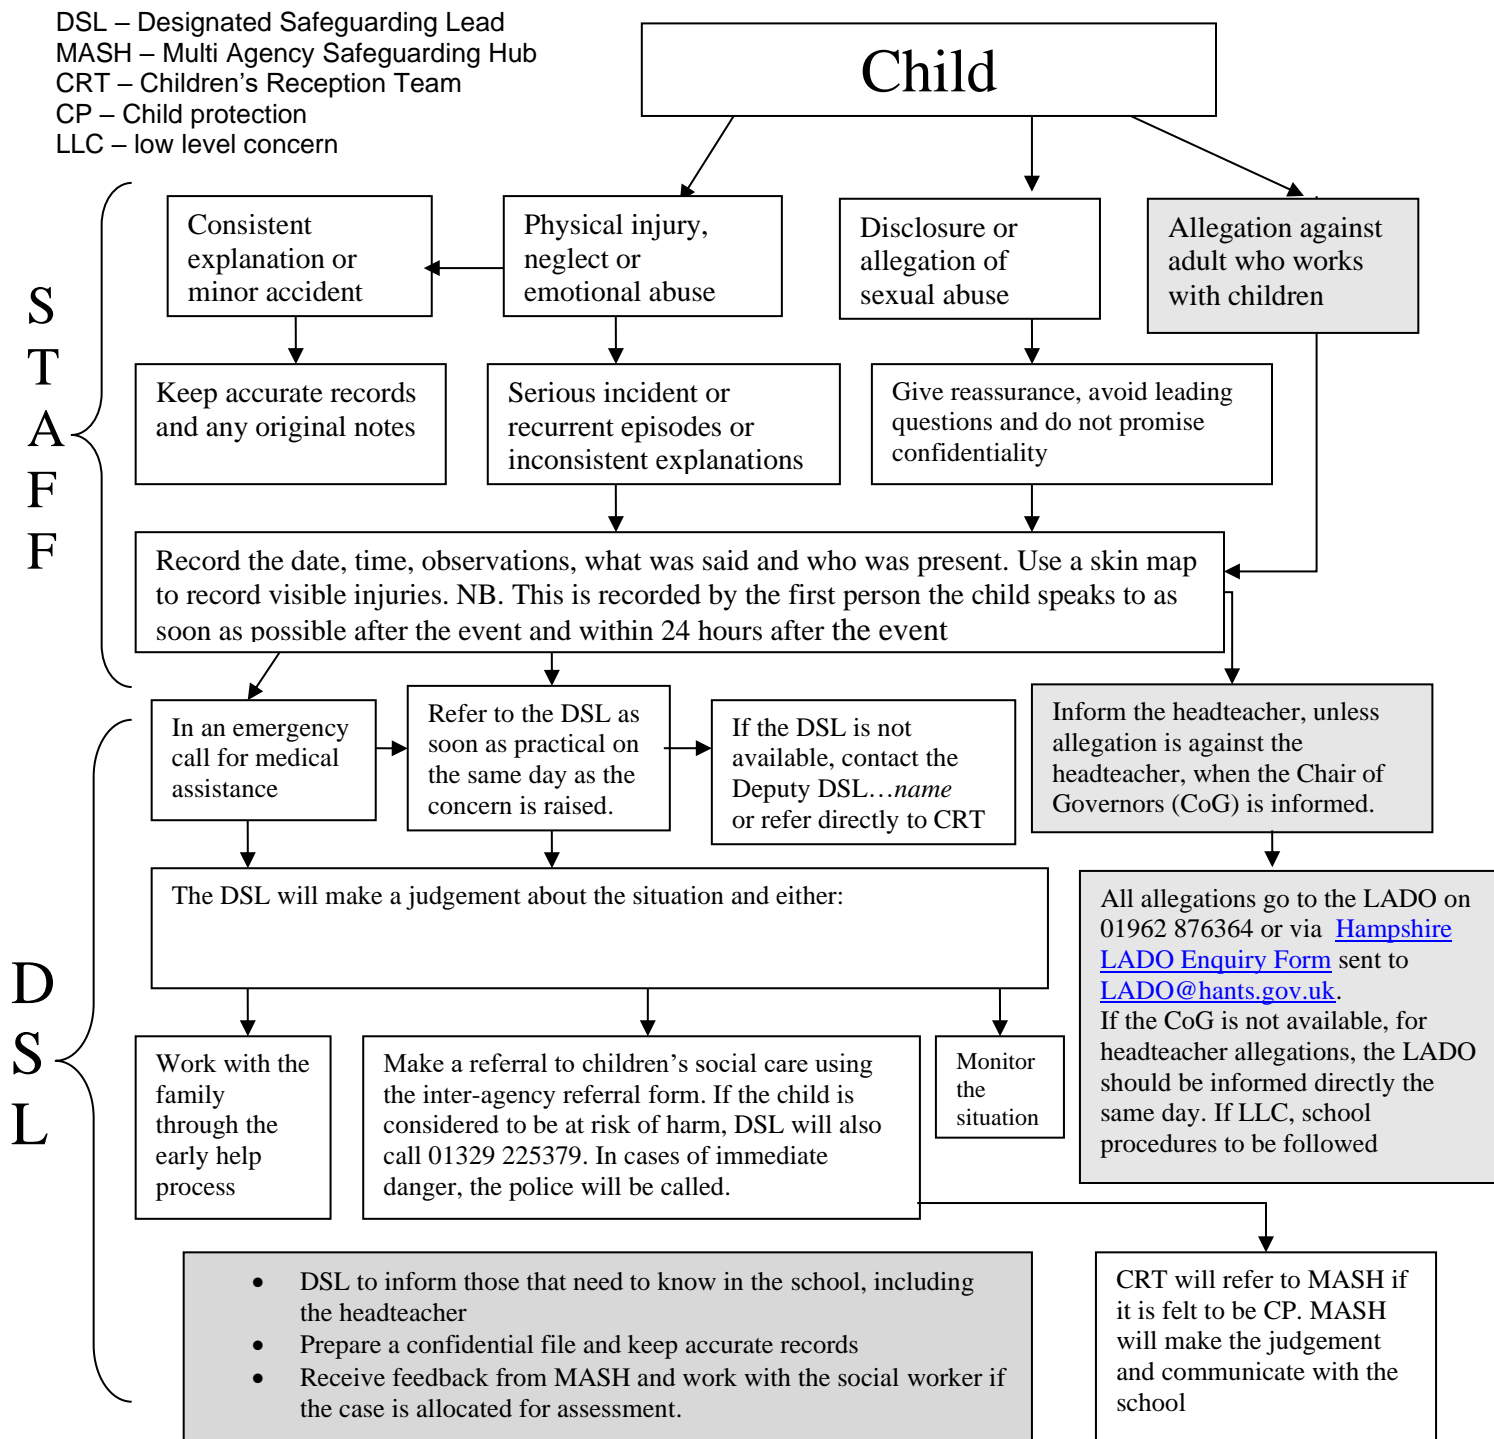 DSL – Designated Safeguarding Lead
MASH – Multi Agency Safeguarding Hub
CRT – Children's Reception Team
CP – Child protection
LLC – low level concern
Child
S
T
A
F
F
Consistent
explanation or
minor accident
Physical injury,
neglect or
emotional abuse
Disclosure or
allegation of
sexual abuse
Allegation against
adult who works
with children
Keep accurate records
and any original notes
Serious incident or
recurrent episodes or
inconsistent explanations
Give reassurance, avoid leading
questions and do not promise
confidentiality
Record the date, time, observations, what was said and who was present. Use a skin map
to record visible injuries. NB. This is recorded by the first person the child speaks to as
soon as possible after the event and within 24 hours after the event
D
S
L
In an emergency
call for medical
assistance
Refer to the DSL as
soon as practical on
the same day as the
concern is raised.
If the DSL is not
available, contact the
Deputy DSL…name
or refer directly to CRT
Inform the headteacher, unless
allegation is against the
headteacher, when the Chair of
Governors (CoG) is informed.
The DSL will make a judgement about the situation and either:
All allegations go to the LADO on
01962 876364 or via Hampshire
LADO Enquiry Form sent to
LADO@hants.gov.uk.
If the CoG is not available, for
headteacher allegations, the LADO
should be informed directly the
same day. If LLC, school
procedures to be followed
Work with the
family
through the
early help
process
Make a referral to children's social care using
the inter-agency referral form. If the child is
considered to be at risk of harm, DSL will also
call 01329 225379. In cases of immediate
danger, the police will be called.
Monitor
the
situation
• DSL to inform those that need to know in the school, including
the headteacher
• Prepare a confidential file and keep accurate records
• Receive feedback from MASH and work with the social worker if
the case is allocated for assessment.
CRT will refer to MASH if
it is felt to be CP. MASH
will make the judgement
and communicate with the
school